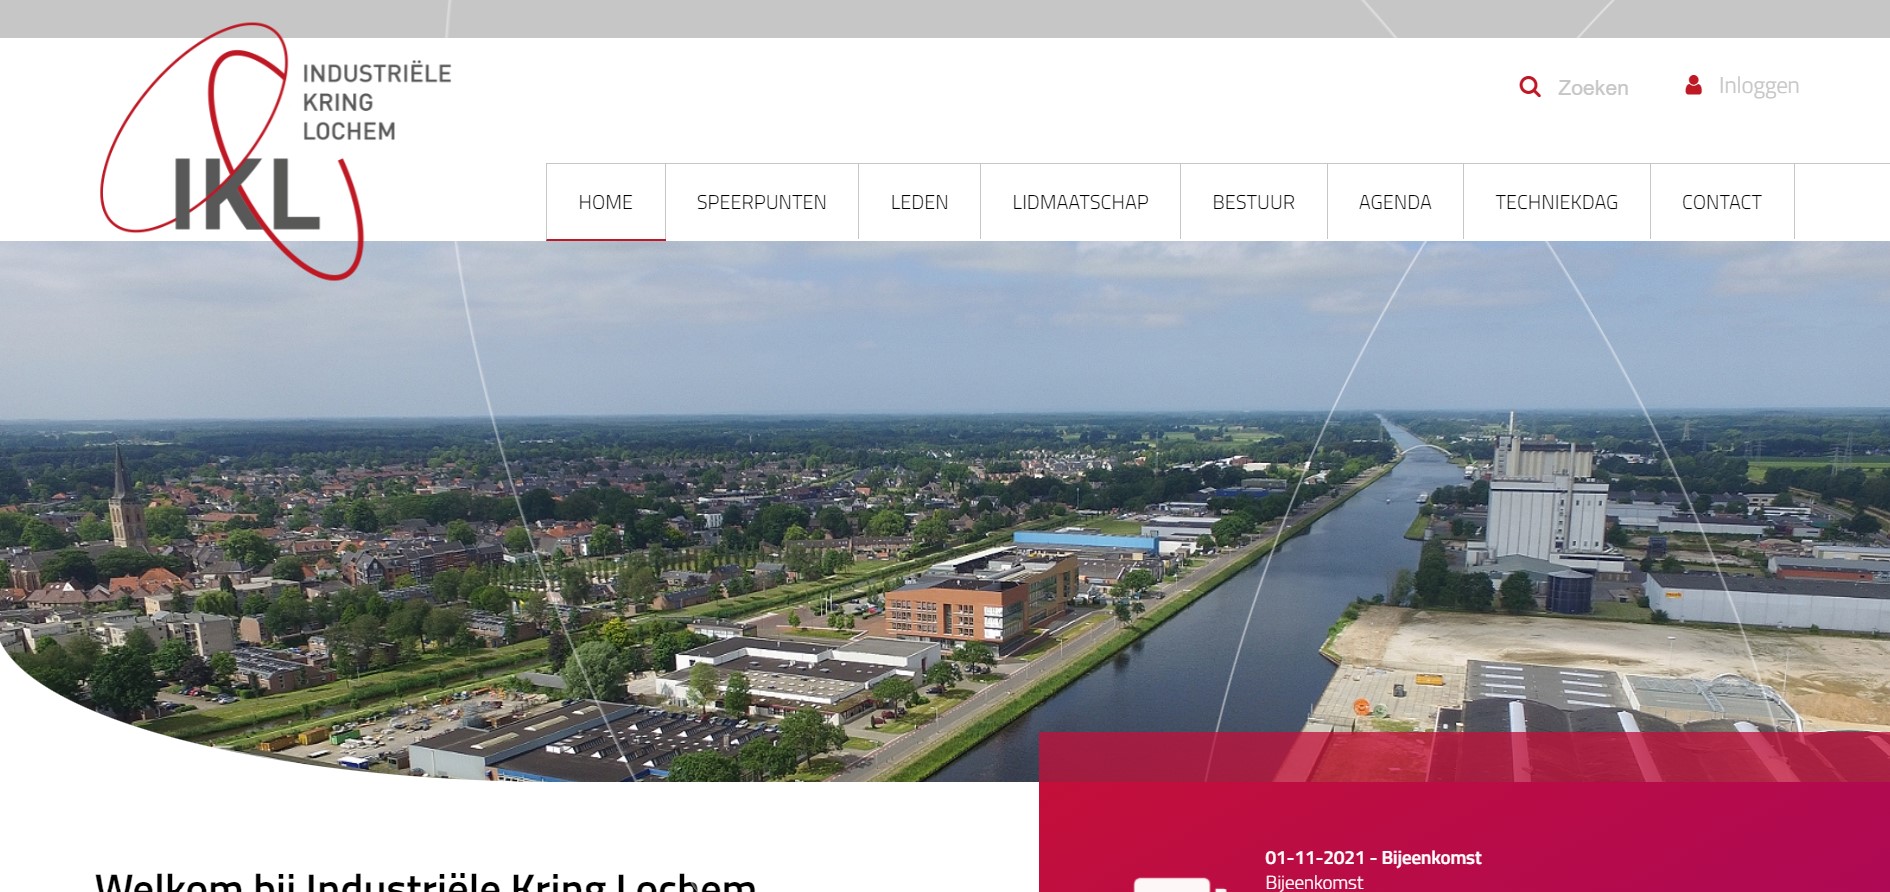 INDUSTRIËLE
KRING
LOCHEM
IKL
Zoeken
Inloggen
HOME SPEERPUNTEN LEDEN LIDMAATSCHAP BESTUUR AGENDA TECHNIEKDAG CONTACT
Welkom bij Industriële Kring Lochem
01-11-2021 - Bijeenkomst
Bijeenkomst